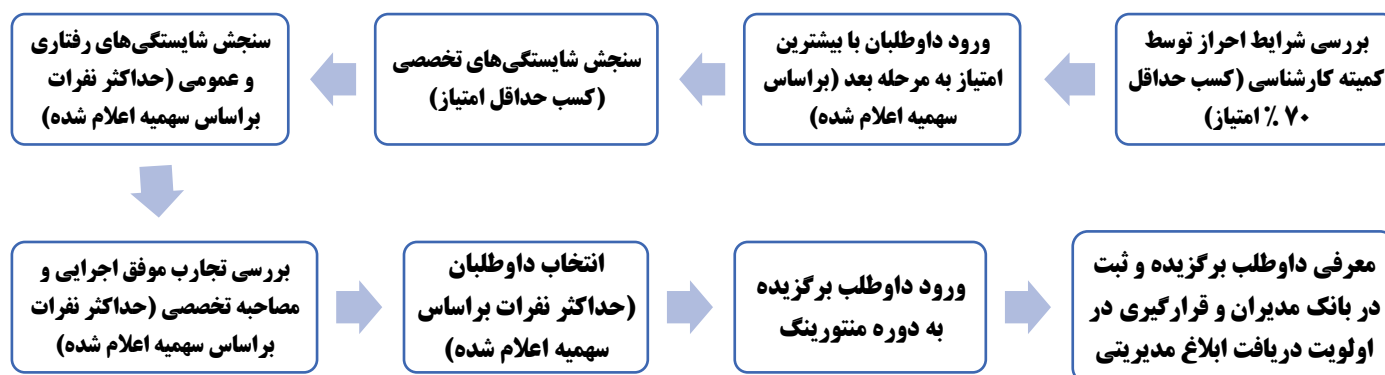 بررسی شرایط احراز توسط
کمیته کارشناسی (کسب حداقل
۷۰ % امتیاز)
ورود داوطلبان با بیشترین
امتیاز به مرحله بعد (براساس
سهمیه اعلام شده)
سنجش شایستگی‌های تخصصی
(کسب حداقل امتیاز)
سنجش شایستگی‌های رفتاری
و عمومی (حداکثر نفرات
براساس سهمیه اعلام شده)
بررسی تجارب موفق اجرایی و
مصاحبه تخصصی (حداکثر نفرات
براساس سهمیه اعلام شده)
انتخاب داوطلبان
(حداکثر نفرات براساس
سهمیه اعلام شده)
ورود داوطلب برگزیده
به دوره منتورینگ
معرفی داوطلب برگزیده و ثبت
در بانک مدیران و قرارگیری در
اولویت دریافت ابلاغ مدیریتی